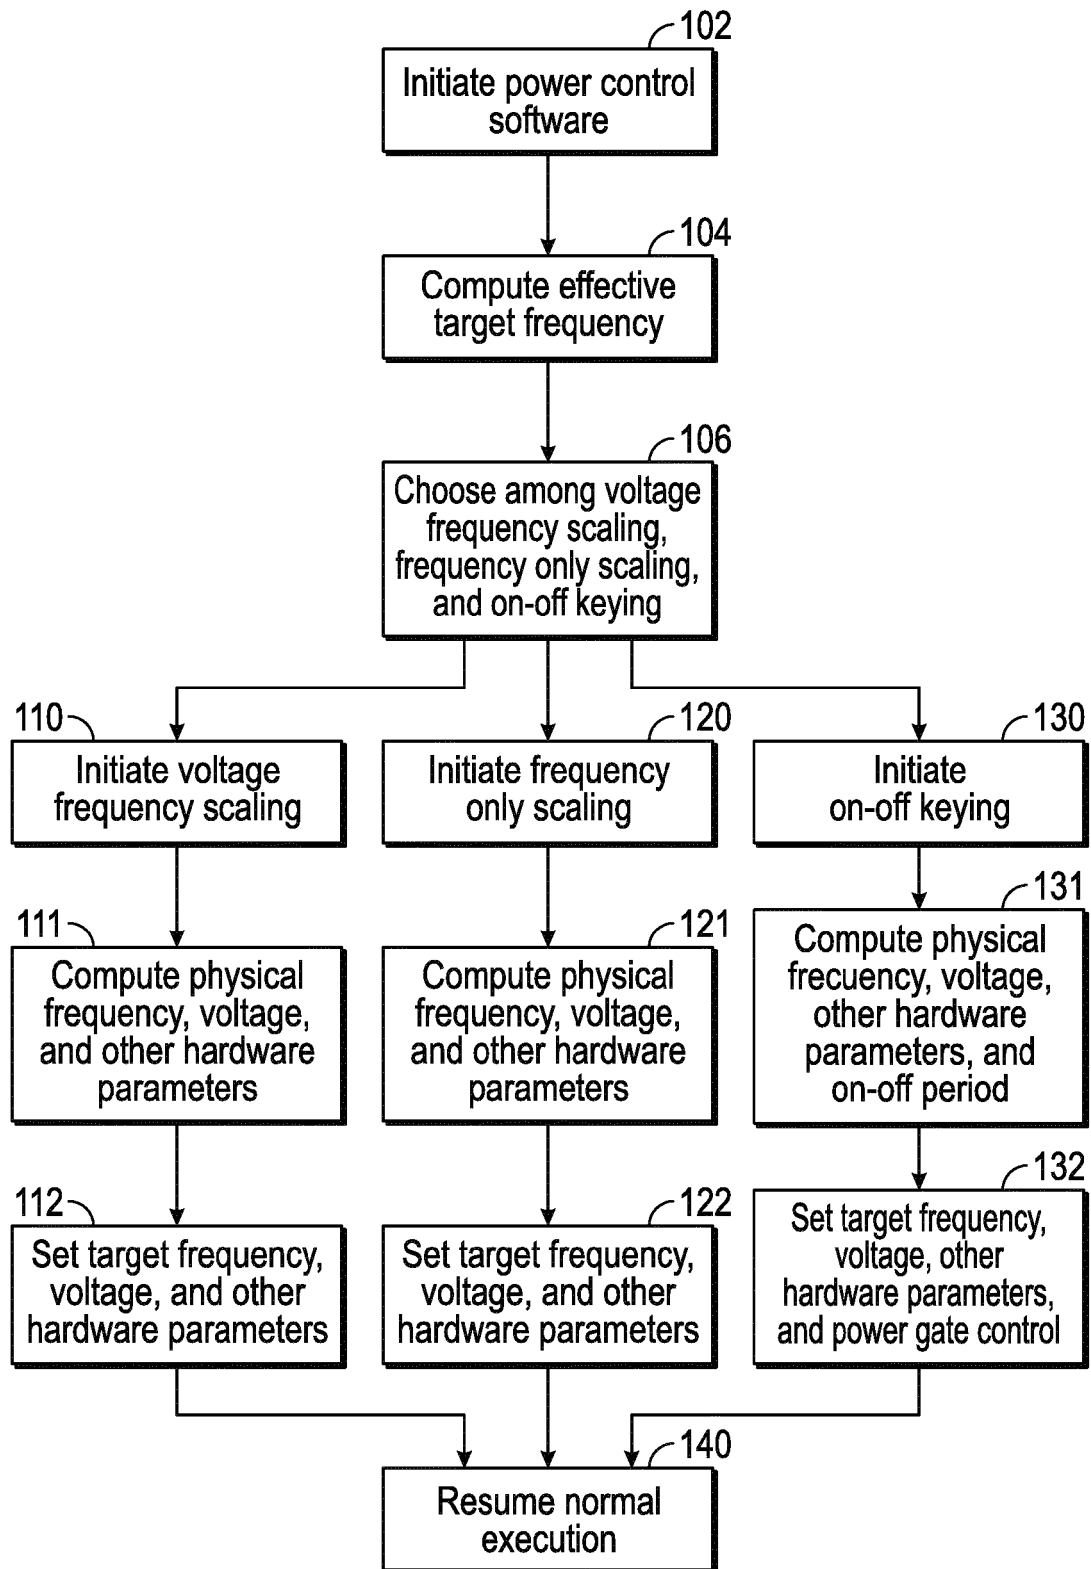 102
Initiate power control
software
104
Compute effective
target frequency
106
Choose among voltage
frequency scaling,
frequency only scaling,
and on-off keying
110
Initiate voltage
frequency scaling
120
Initiate frequency
only scaling
130
Initiate
on-off keying
111
Compute physical
frequency, voltage,
and other hardware
parameters
121
Compute physical
frequency, voltage,
and other hardware
parameters
131
Compute physical
frecuency, voltage,
other hardware
parameters, and
on-off period
112
Set target frequency,
voltage, and other
hardware parameters
122
Set target frequency,
voltage, and other
hardware parameters
132
Set target frequency,
voltage, other
hardware parameters,
and power gate control
140
Resume normal
execution